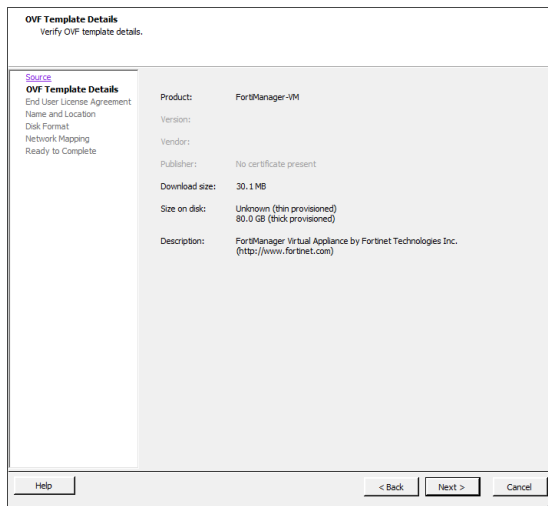 OVF Template Details
Verify OVF template details.
Source
OVF Template Details
End User License Agreement
Name and Location
Disk Format
Network Mapping
Ready to Complete
Product: FortiManager-VM
Version:
Vendor:
Publisher: No certificate present
Download size: 30.1 MB
Size on disk: Unknown (thin provisioned)
80.0 GB (thick provisioned)
Description: FortiManager Virtual Appliance by Fortinet Technologies Inc.
(http://www.fortinet.com)
Help < Back Next > Cancel